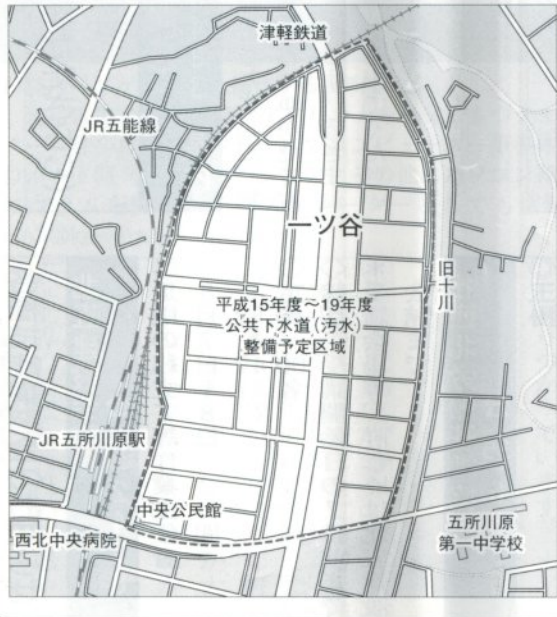 津軽鉄道
JR五能線
一ツ谷
旧十川
平成15年度〜19年度
公共下水道(汚水)
整備予定区域
JR五所川原駅
中央公民館
西北中央病院
五所川原
第一中学校